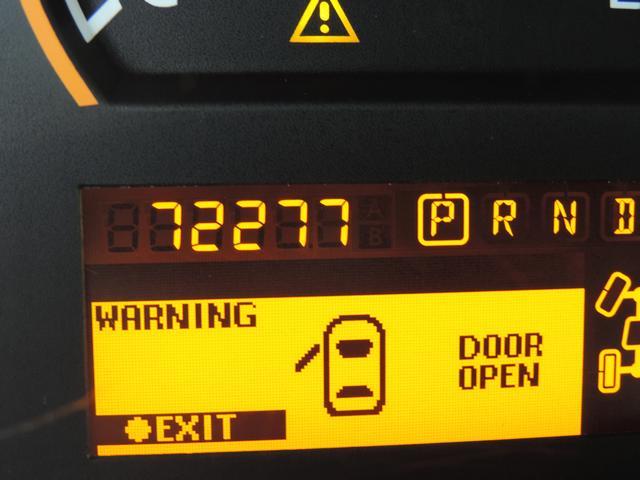 72277 P R N D
WARNING
DOOR
OPEN
EXIT